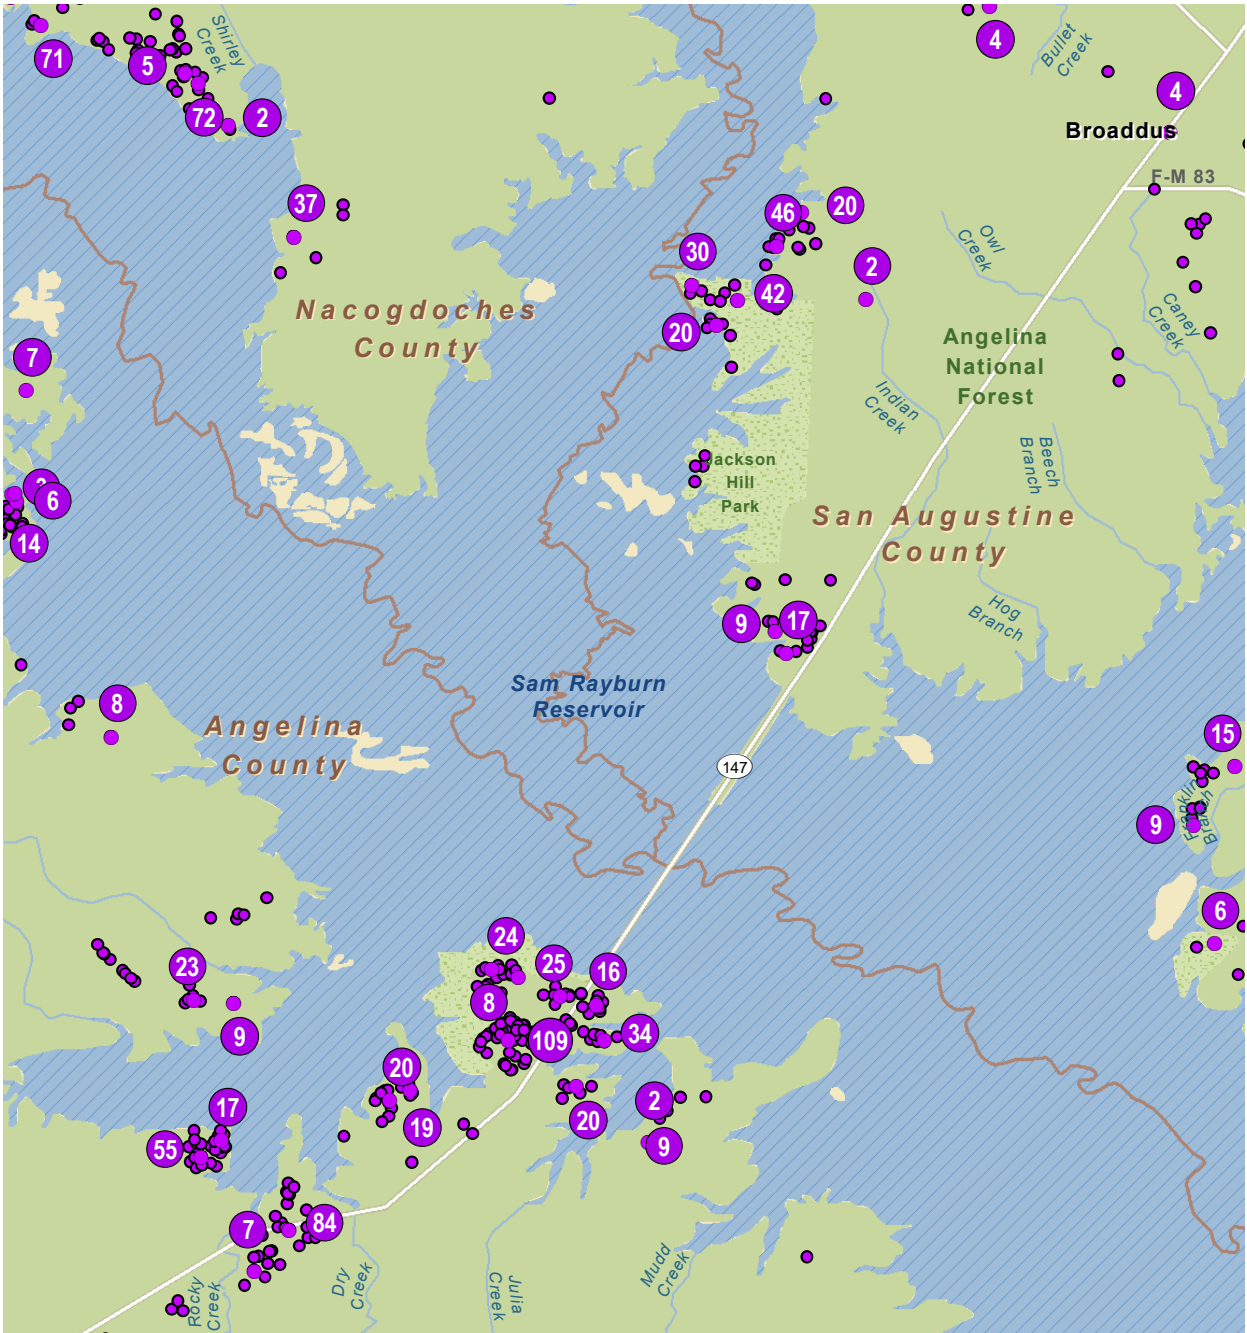 Shirley
Creek
71
5
72
2
4
Bullet
Creek
4
Broaddus
F-M 83
37
46
20
30
2
42
20
Owl
Creek
Caney
Creek
Nacogdoches
County
7
Angelina
National
Forest
Indian
Creek
Beech
Branch
Jackson
Hill
Park
6
14
San Augustine
County
Hog
Branch
9
17
Sam Rayburn
Reservoir
8
Angelina
County
147
15
Franklin
Branch
9
6
24
25
16
23
8
9
109
34
20
19
20
2
9
17
55
7
84
Rocky
Creek
Dry
Creek
Julia
Creek
Mudd
Creek